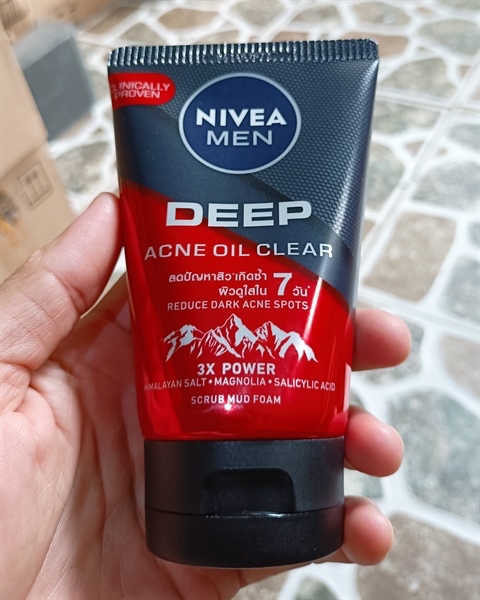 CLINICALLY
PROVEN
NIVEA
MEN
DEEP
ACNE OIL CLEAR
ลดปัญหาสิว*เกิดซ้ำ
ผิวดูใสใน 7 วัน*
REDUCE DARK ACNE SPOTS
3X POWER
HIMALAYAN SALT • MAGNOLIA • SALICYLIC ACID
SCRUB MUD FOAM